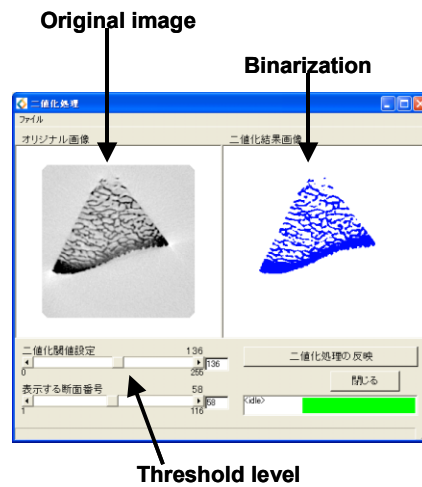 Original image
Binarization
二値化処理
ファイル
オリジナル画像
二値化結果画像
二値化閾値設定
136
136
0
255
二値化処理の反映
閉じる
表示する断面番号
58
58
1
116
<idle>
Threshold level